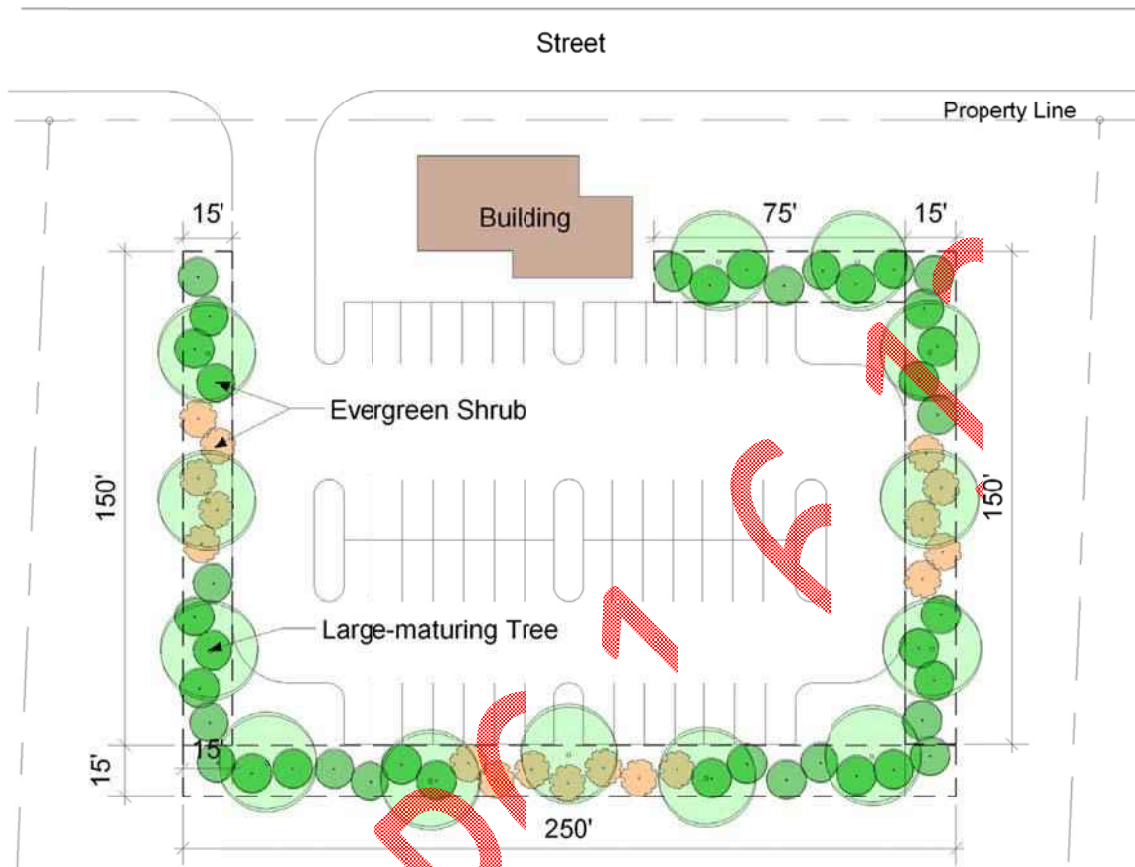 Street
Property Line
15'
Building
75'
15'
Evergreen Shrub
150'
150'
Large-maturing Tree
15'
15'
250'